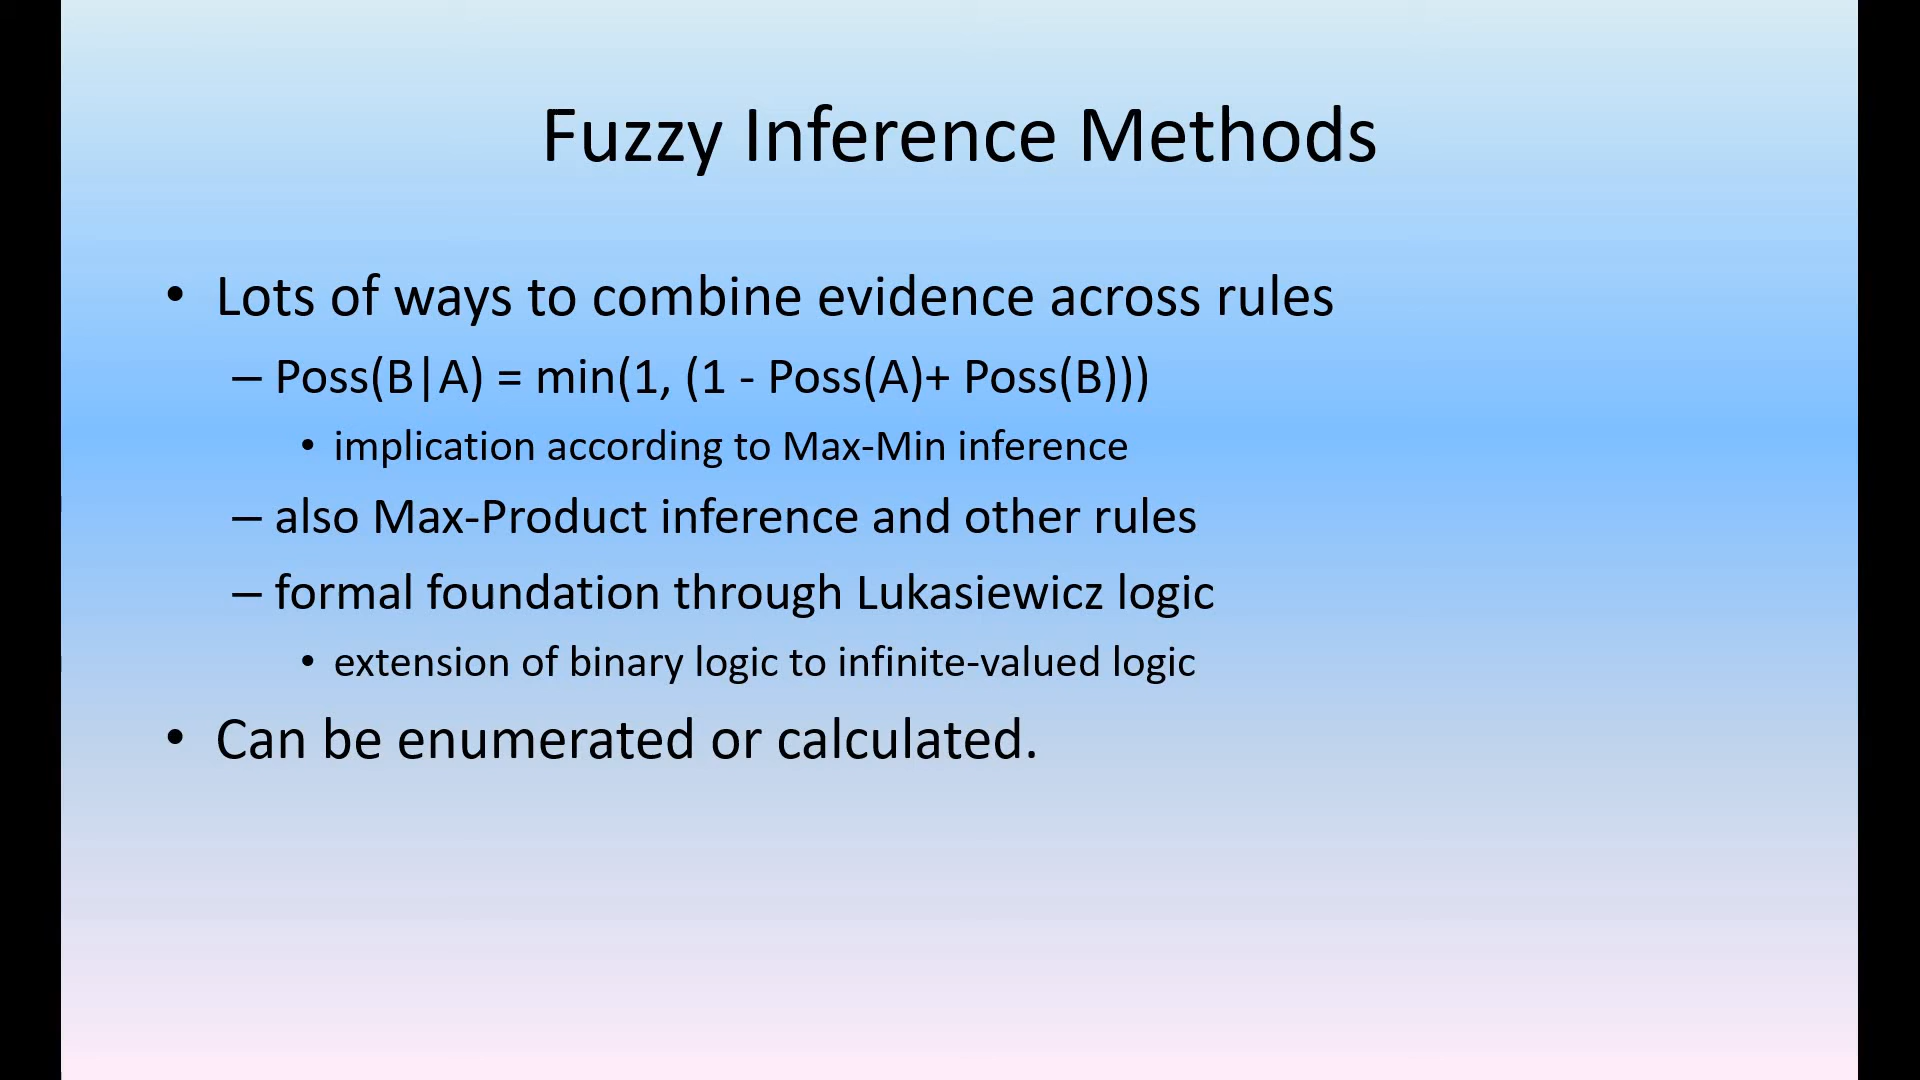 Fuzzy Inference Methods
• Lots of ways to combine evidence across rules
– Poss(B|A) = min(1, (1 - Poss(A)+ Poss(B)))
• implication according to Max-Min inference
– also Max-Product inference and other rules
– formal foundation through Lukasiewicz logic
• extension of binary logic to infinite-valued logic
• Can be enumerated or calculated.